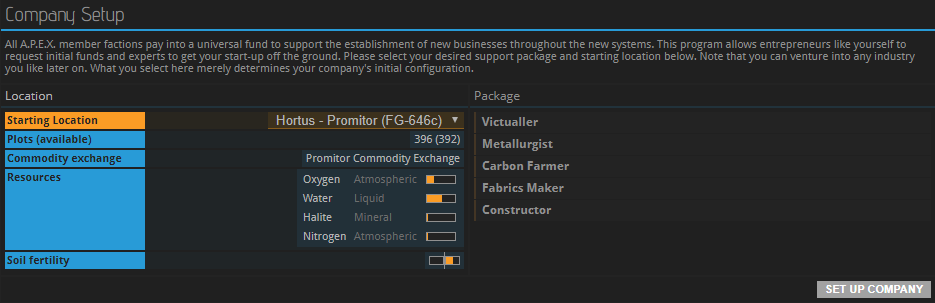 Company Setup
All A.P.E.X. member factions pay into a universal fund to support the establishment of new businesses throughout the new systems. This program allows entrepreneurs like yourself to
request initial funds and experts to get your start-up off the ground. Please select your desired support package and starting location below. Note that you can venture into any industry
you like later on. What you select here merely determines your company's initial configuration.
Location
Starting Location Hortus - Promitor (FG-646c)
Plots (available) 396 (392)
Commodity exchange Promitor Commodity Exchange
Resources Oxygen Atmospheric
Water Liquid
Halite Mineral
Nitrogen Atmospheric
Soil fertility
Package
Victualler
Metallurgist
Carbon Farmer
Fabrics Maker
Constructor
SET UP COMPANY